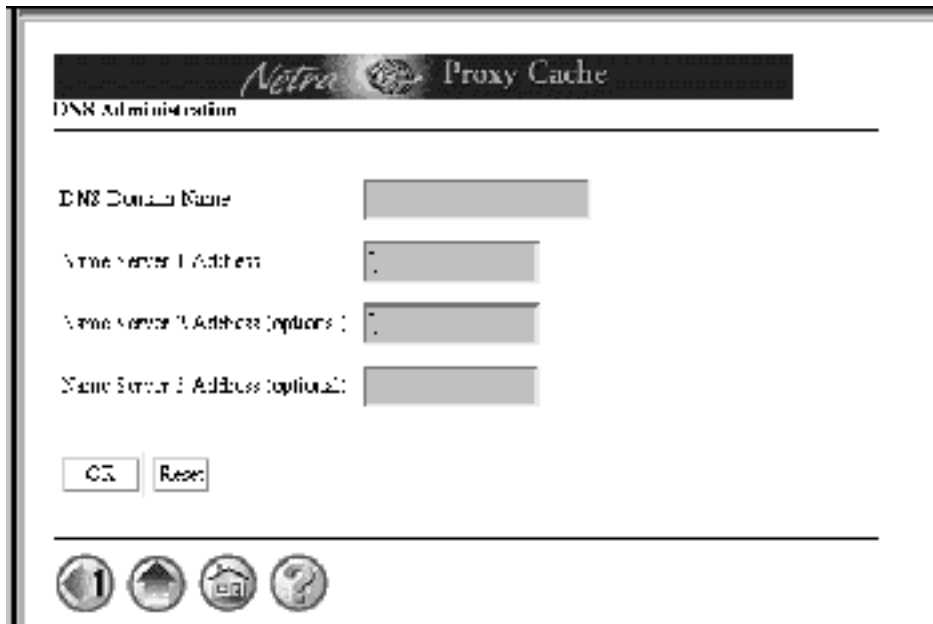 Netra Proxy Cache
DNS Administration
DNS Domain Name
Name Server 1 Address
Name Server 2 Address (optional)
Name Server 3 Address (optional)
OK Reset
1
?